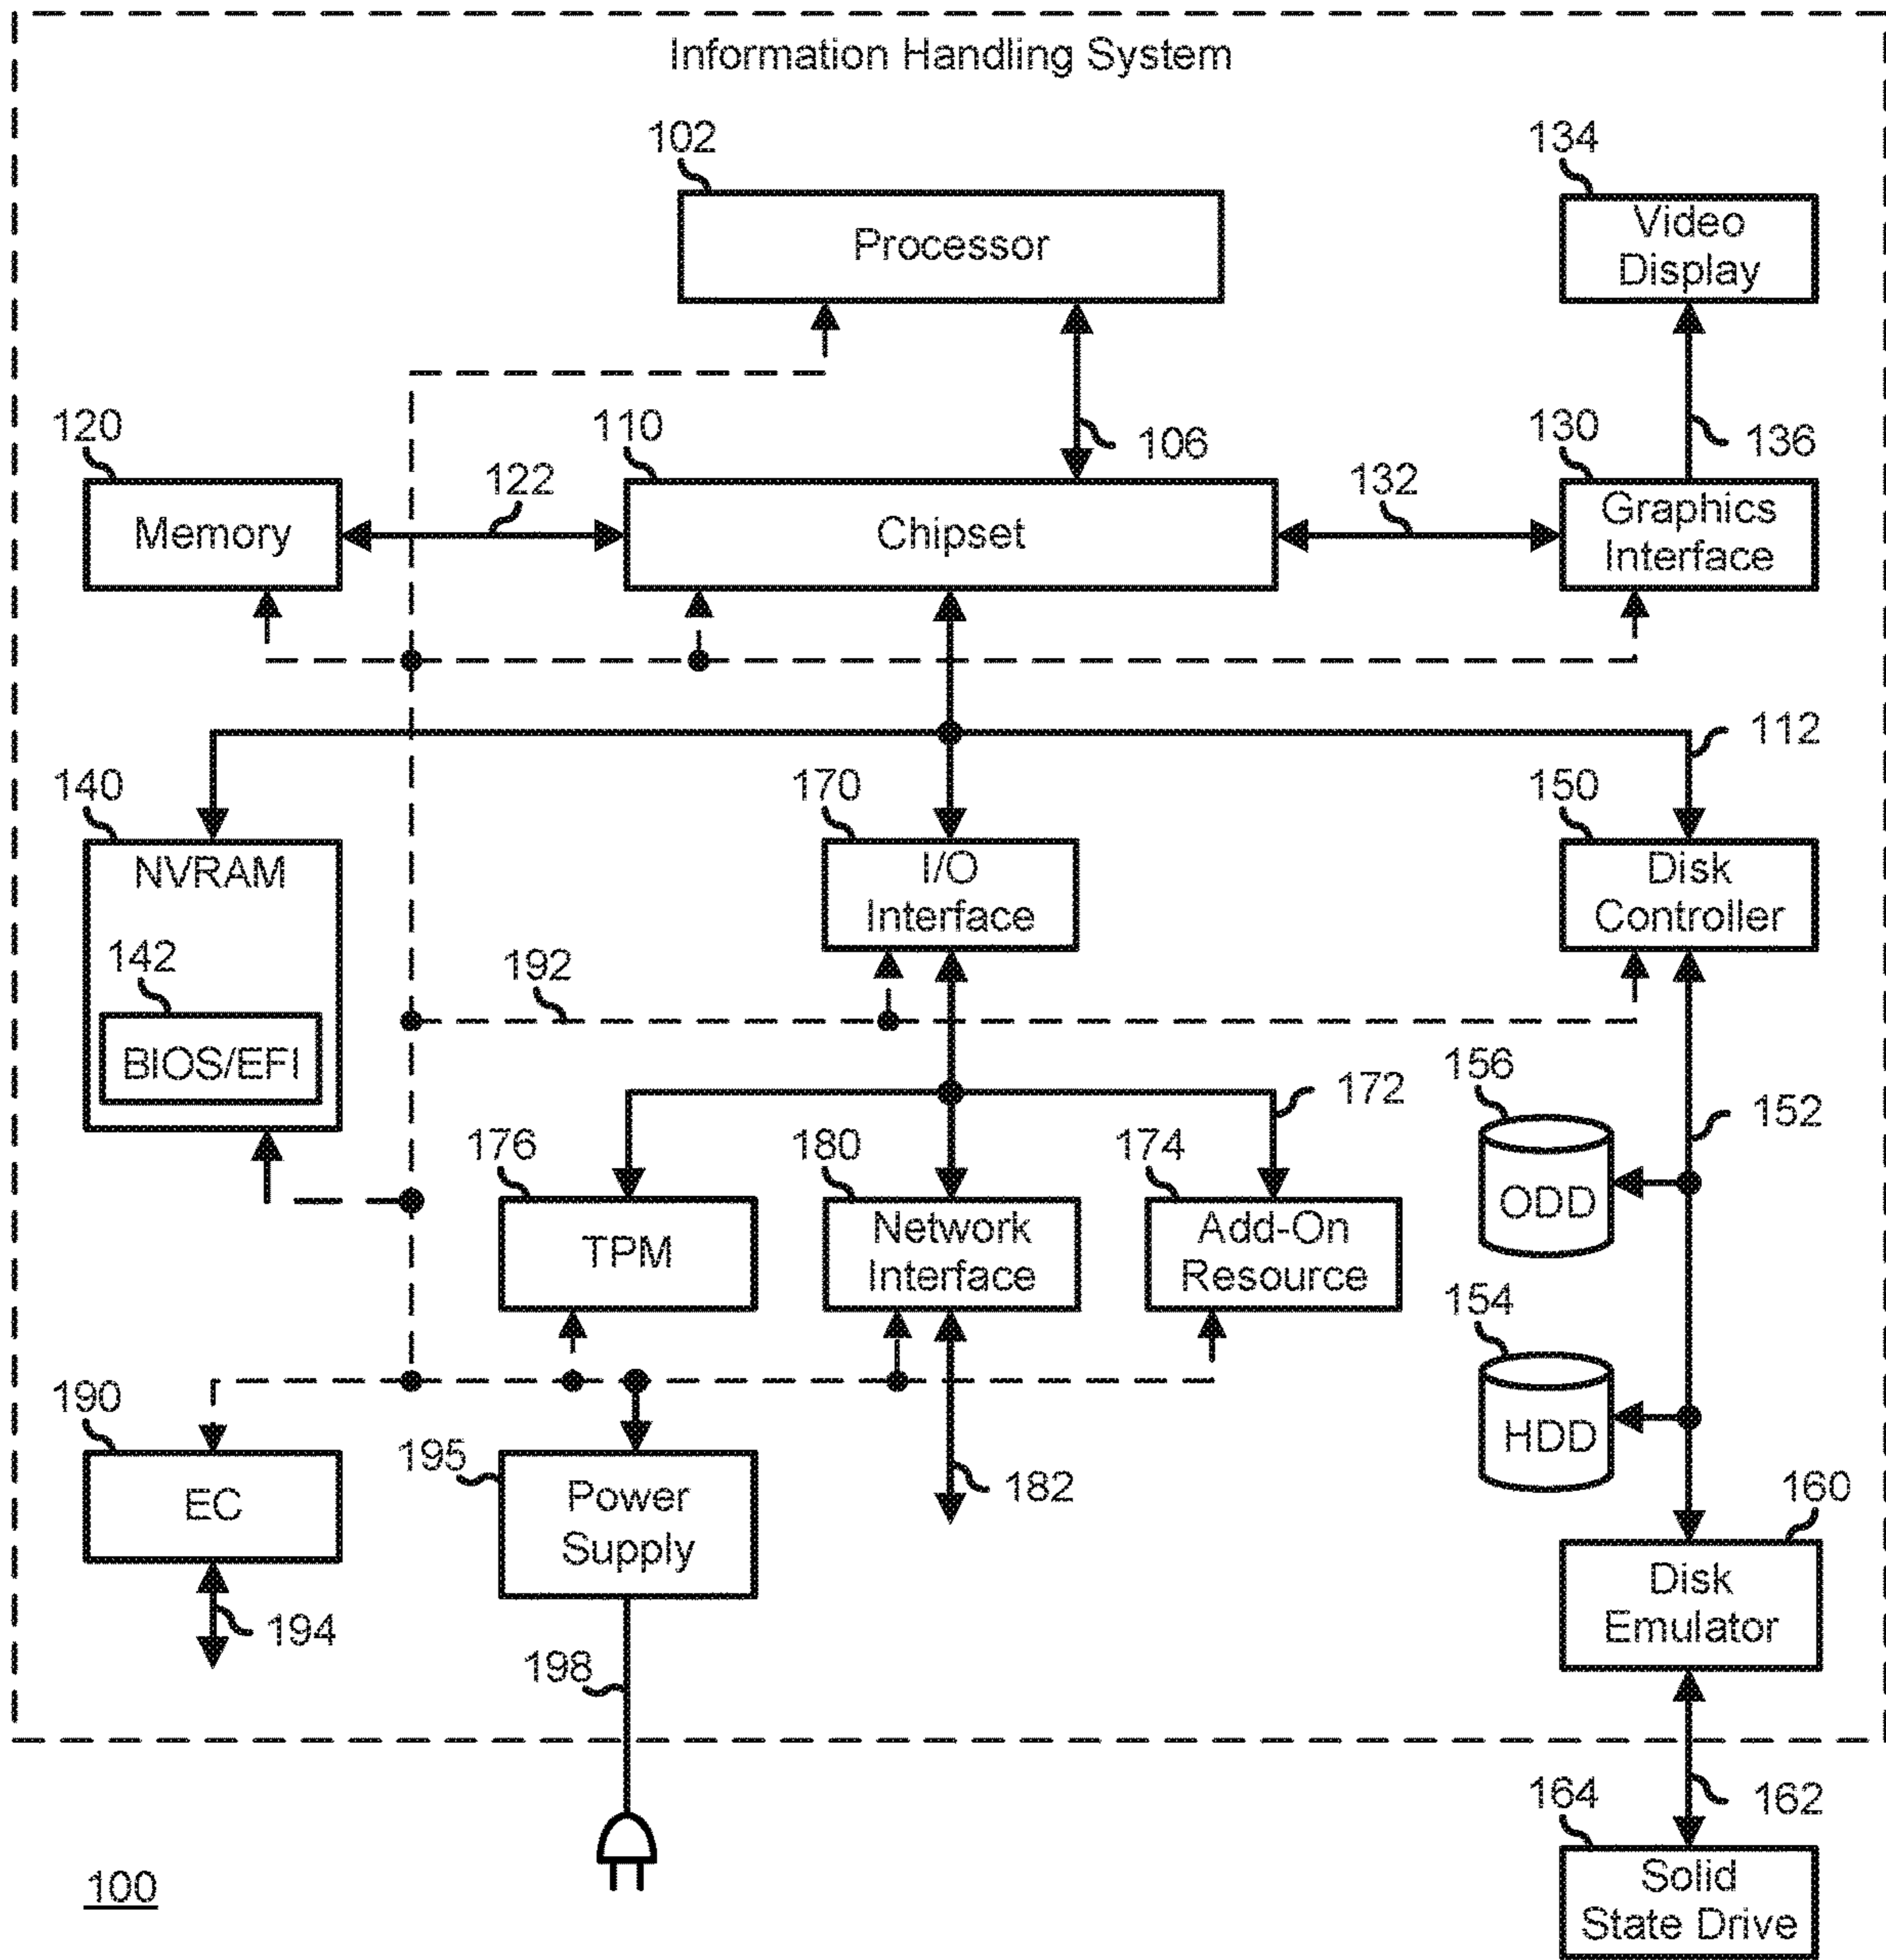 Information Handling System
102
134
Processor
Video
Display
120
110
106
130
136
122
132
Memory
Chipset
Graphics
Interface
112
140
170
150
NVRAM
I/O
Interface
Disk
Controller
142
192
BIOS/EFI
156
172
152
176
180
174
ODD
TPM
Network
Interface
Add-On
Resource
154
190
195
HDD
EC
Power
Supply
182
160
194
198
Disk
Emulator
164
162
100
Solid
State Drive